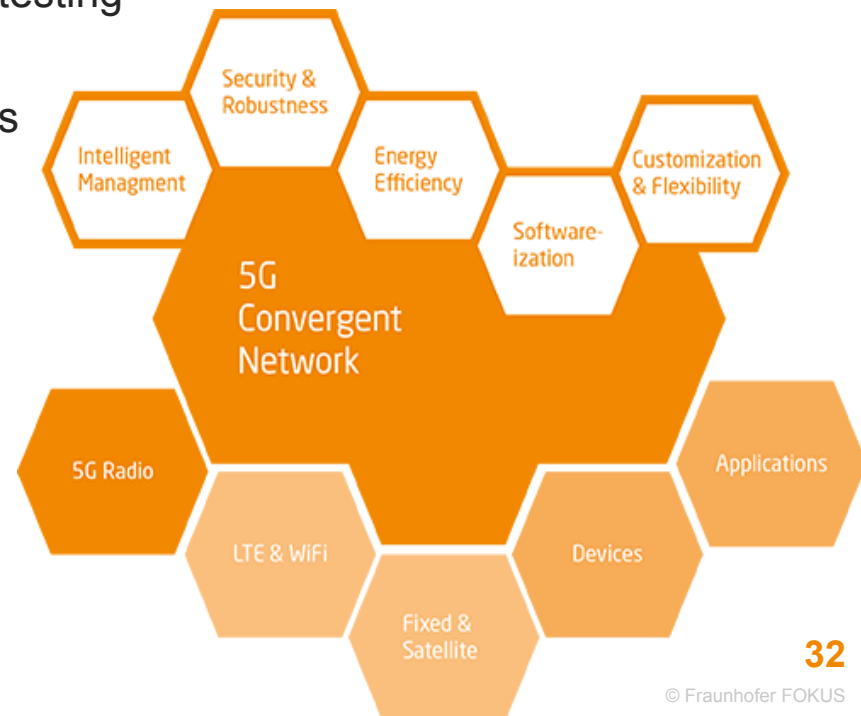 testing
s
Security &
Robustness
Intelligent
Managment
Energy
Efficiency
Customization
& Flexibility
Software-
ization
5G
Convergent
Network
5G Radio
Applications
LTE & WiFi
Devices
Fixed &
Satellite
32
© Fraunhofer FOKUS